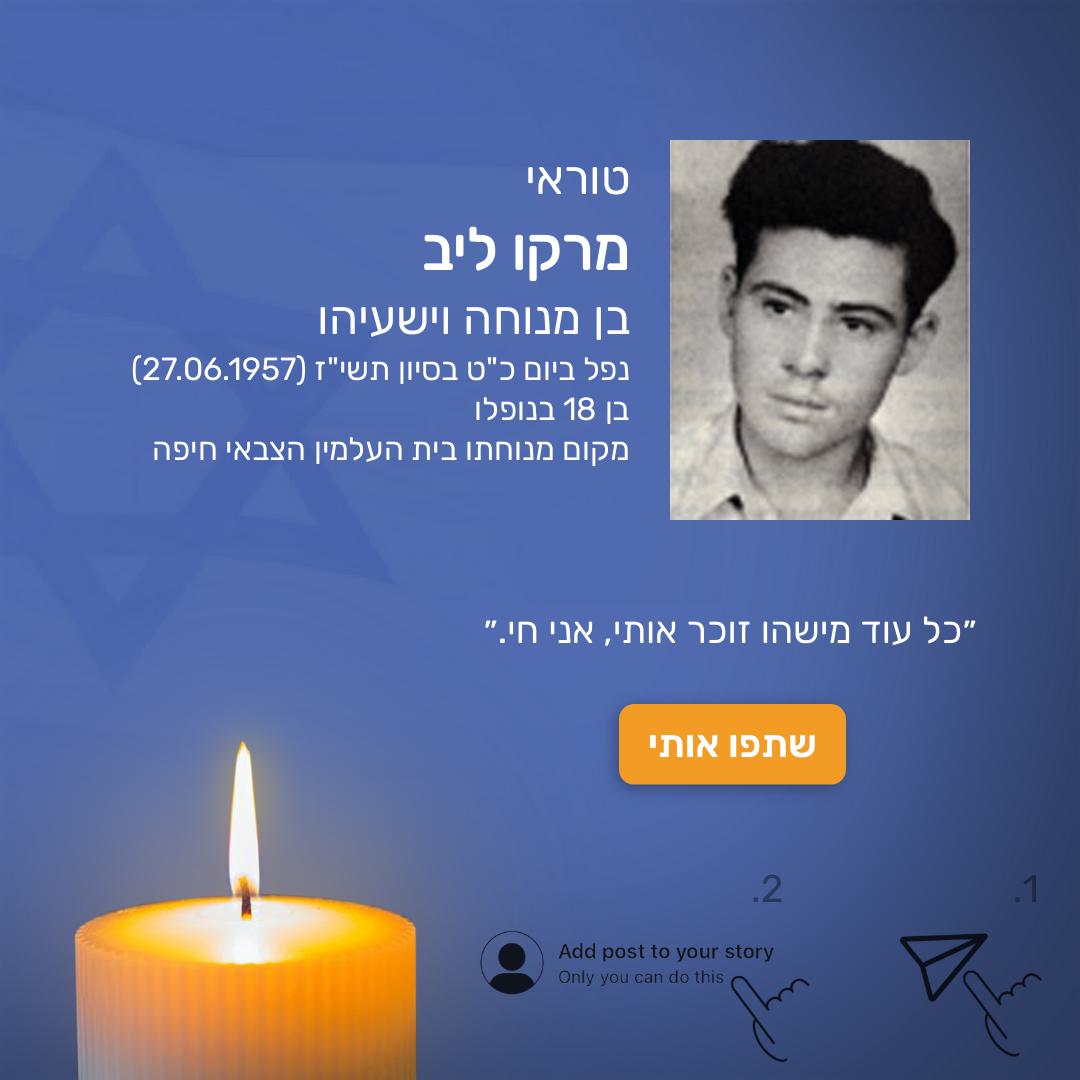 טוראי
מרקו ליב
בן מנוחה וישעיהו
נפל ביום כ"ט בסיון תשי"ז (27.06.1957)
בן 18 בנופלו
מקום מנוחתו בית העלמין הצבאי חיפה
״כל עוד מישהו זוכר אותי, אני חי.״
שתפו אותי
1.
2.
Add post to your story
Only you can do this